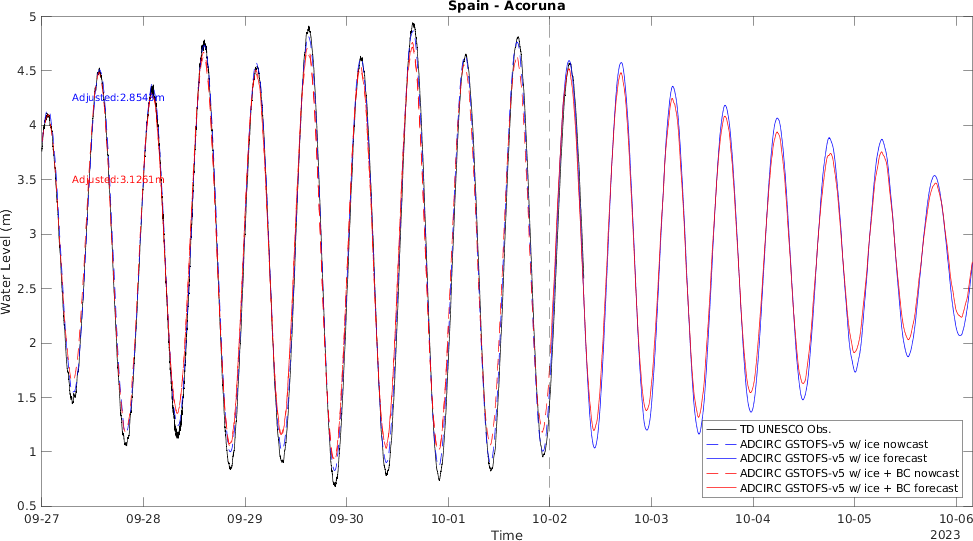 Spain - Acoruna
5
4.5
4
3.5
3
2.5
2
1.5
1
0.5
Water Level (m)
Adjusted:2.8549m
Adjusted:3.1261m
TD UNESCO Obs.
ADCIRC GSTOFS-v5 w/ ice nowcast
ADCIRC GSTOFS-v5 w/ ice forecast
ADCIRC GSTOFS-v5 w/ ice + BC nowcast
ADCIRC GSTOFS-v5 w/ ice + BC forecast
09-27 09-28 09-29 09-30 10-01 10-02 10-03 10-04 10-05 10-06
Time
2023